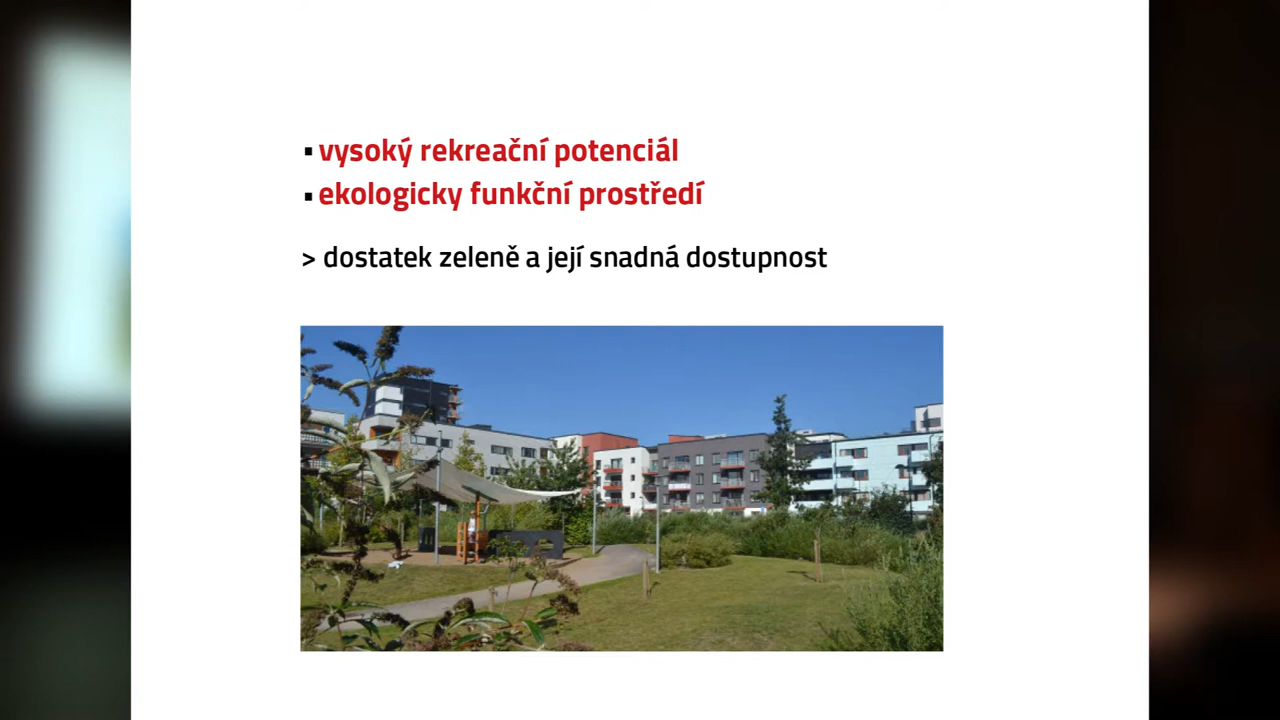 ▪ vysoký rekreační potenciál
▪ ekologicky funkční prostředí
> dostatek zeleně a její snadná dostupnost